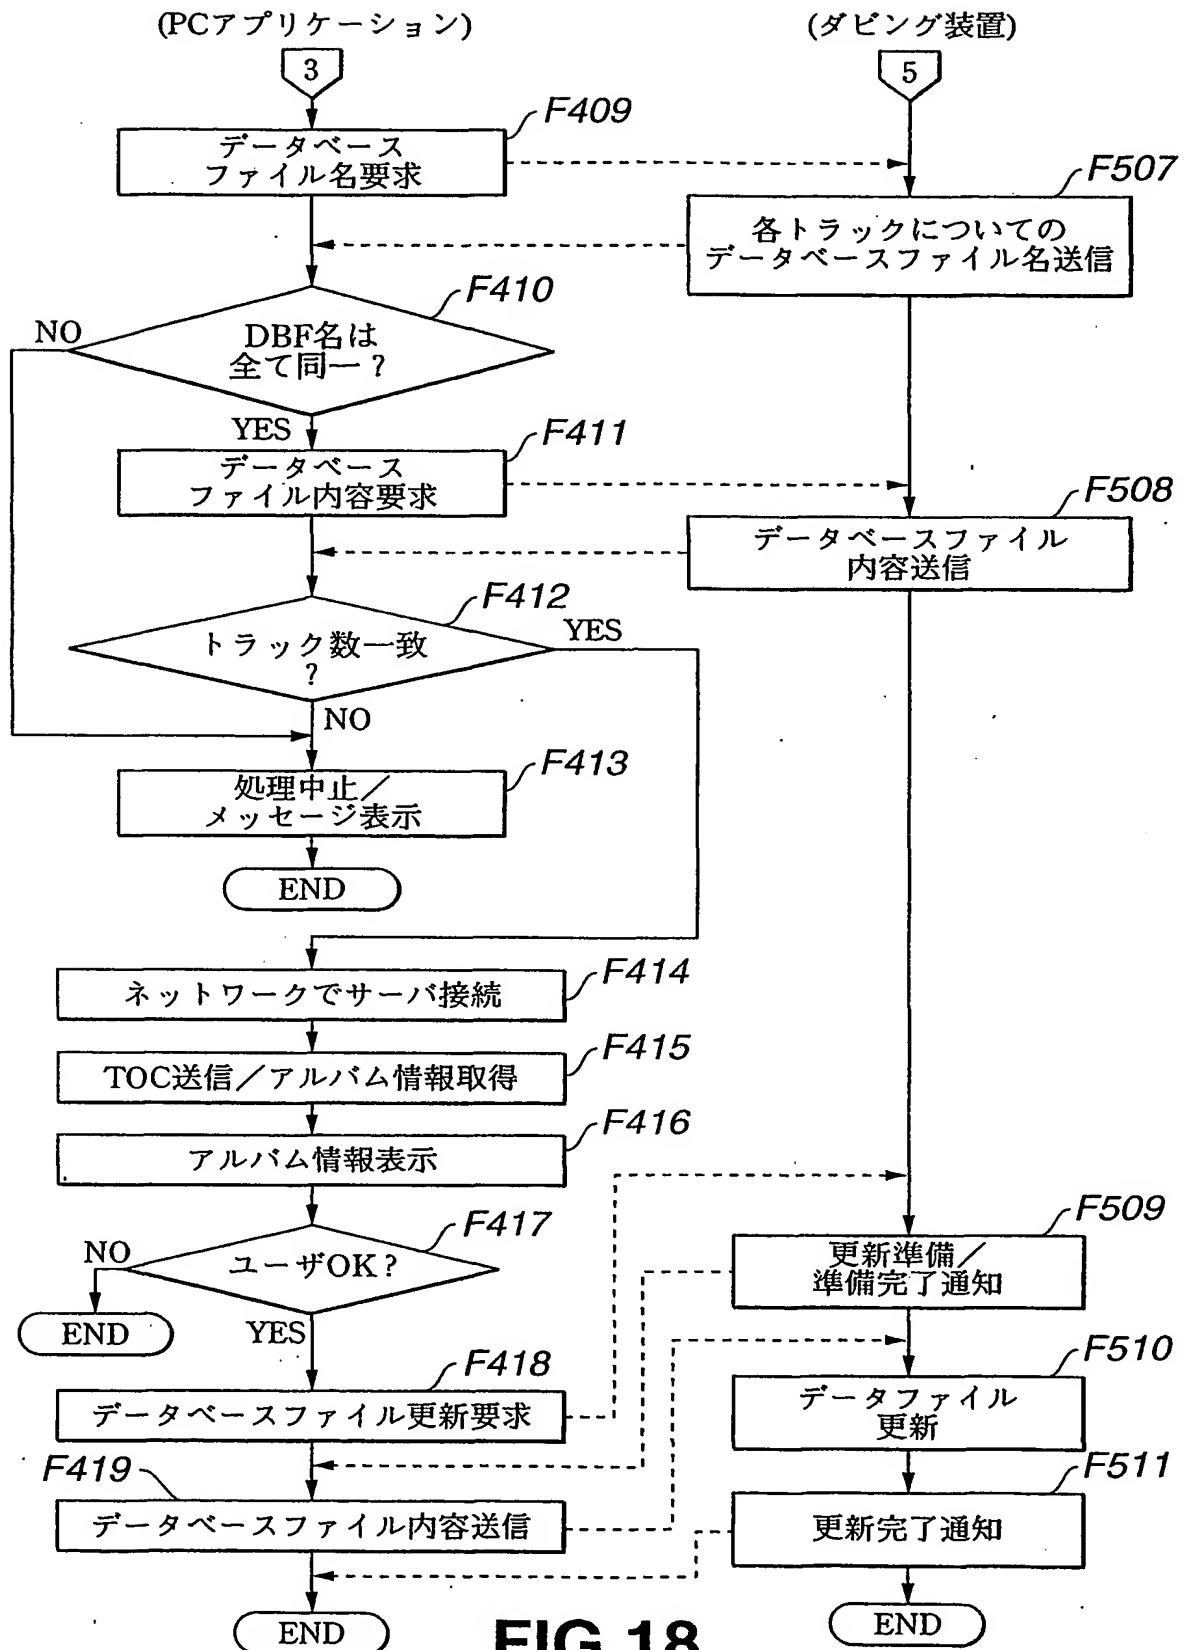 (PCアプリケーション)
(ダビング装置)
3
5
F409
データベース
ファイル名要求
F507
各トラックについての
データベースファイル名送信
F410
NO
DBF名は
全て同一?
YES
F411
データベース
ファイル内容要求
F508
データベースファイル
内容送信
F412
YES
トラック数一致
?
NO
F413
処理中止/
メッセージ表示
END
F414
ネットワークでサーバ接続
F415
TOC送信/アルバム情報取得
F416
アルバム情報表示
F417
NO
ユーザOK?
END
YES
F509
更新準備/
準備完了通知
F418
データベースファイル更新要求
F510
データファイル
更新
F419
データベースファイル内容送信
F511
更新完了通知
END
END
FIG.18